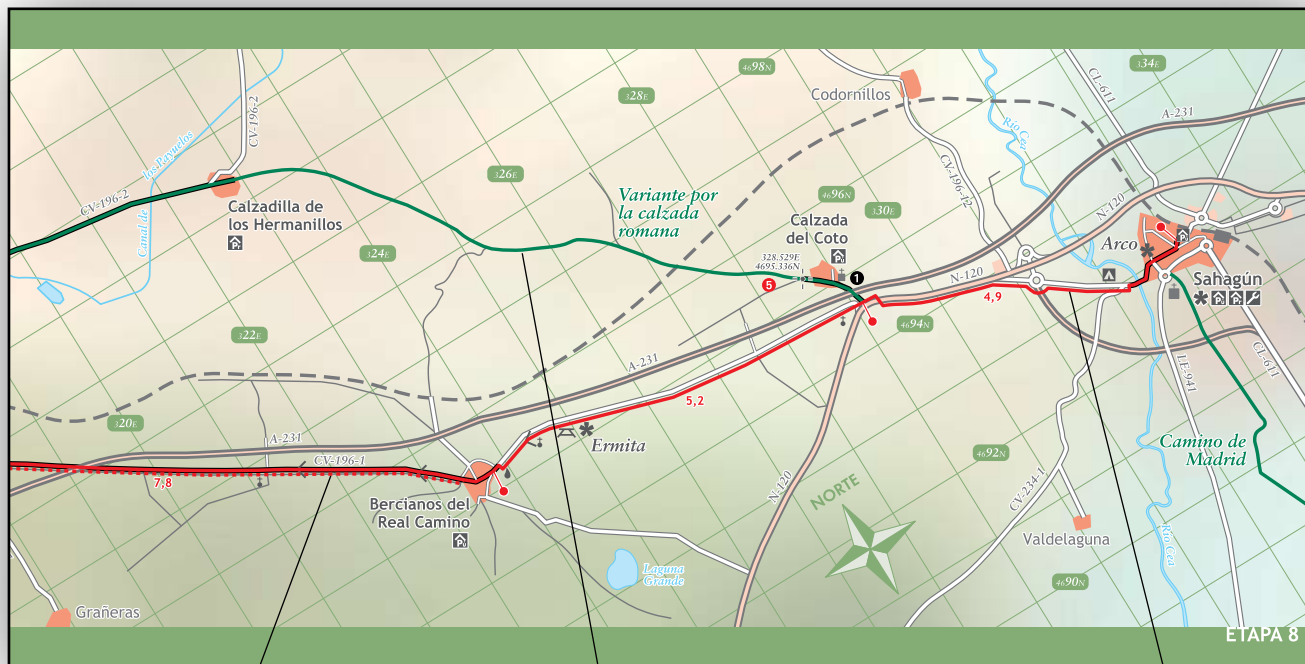 334E
4698N
CL-611
328E
Codornillos
A-231
Río Cea
CV-196-2
los Payuelos
CV-196-12
326E
CV-196-2
Variante por
la calzada
romana
4696N
330E
N-120
Calzadilla de
los Hermanillos
Calzada
del Coto
Arco
Canal de
324E
328.529E
4695.336N
5
1
N-120
4,9
Sahagún
322E
4694N
A-231
LE-941
CL-611
5,2
320E
A-231
CV-196-1
Ermita
Camino de
Madrid
7,8
4692N
N-120
CV-234-1
NORTE
Bercianos del
Real Camino
Valdelaguna
Río Cea
Laguna
Grande
4690N
Grañeras
ETAPA 8